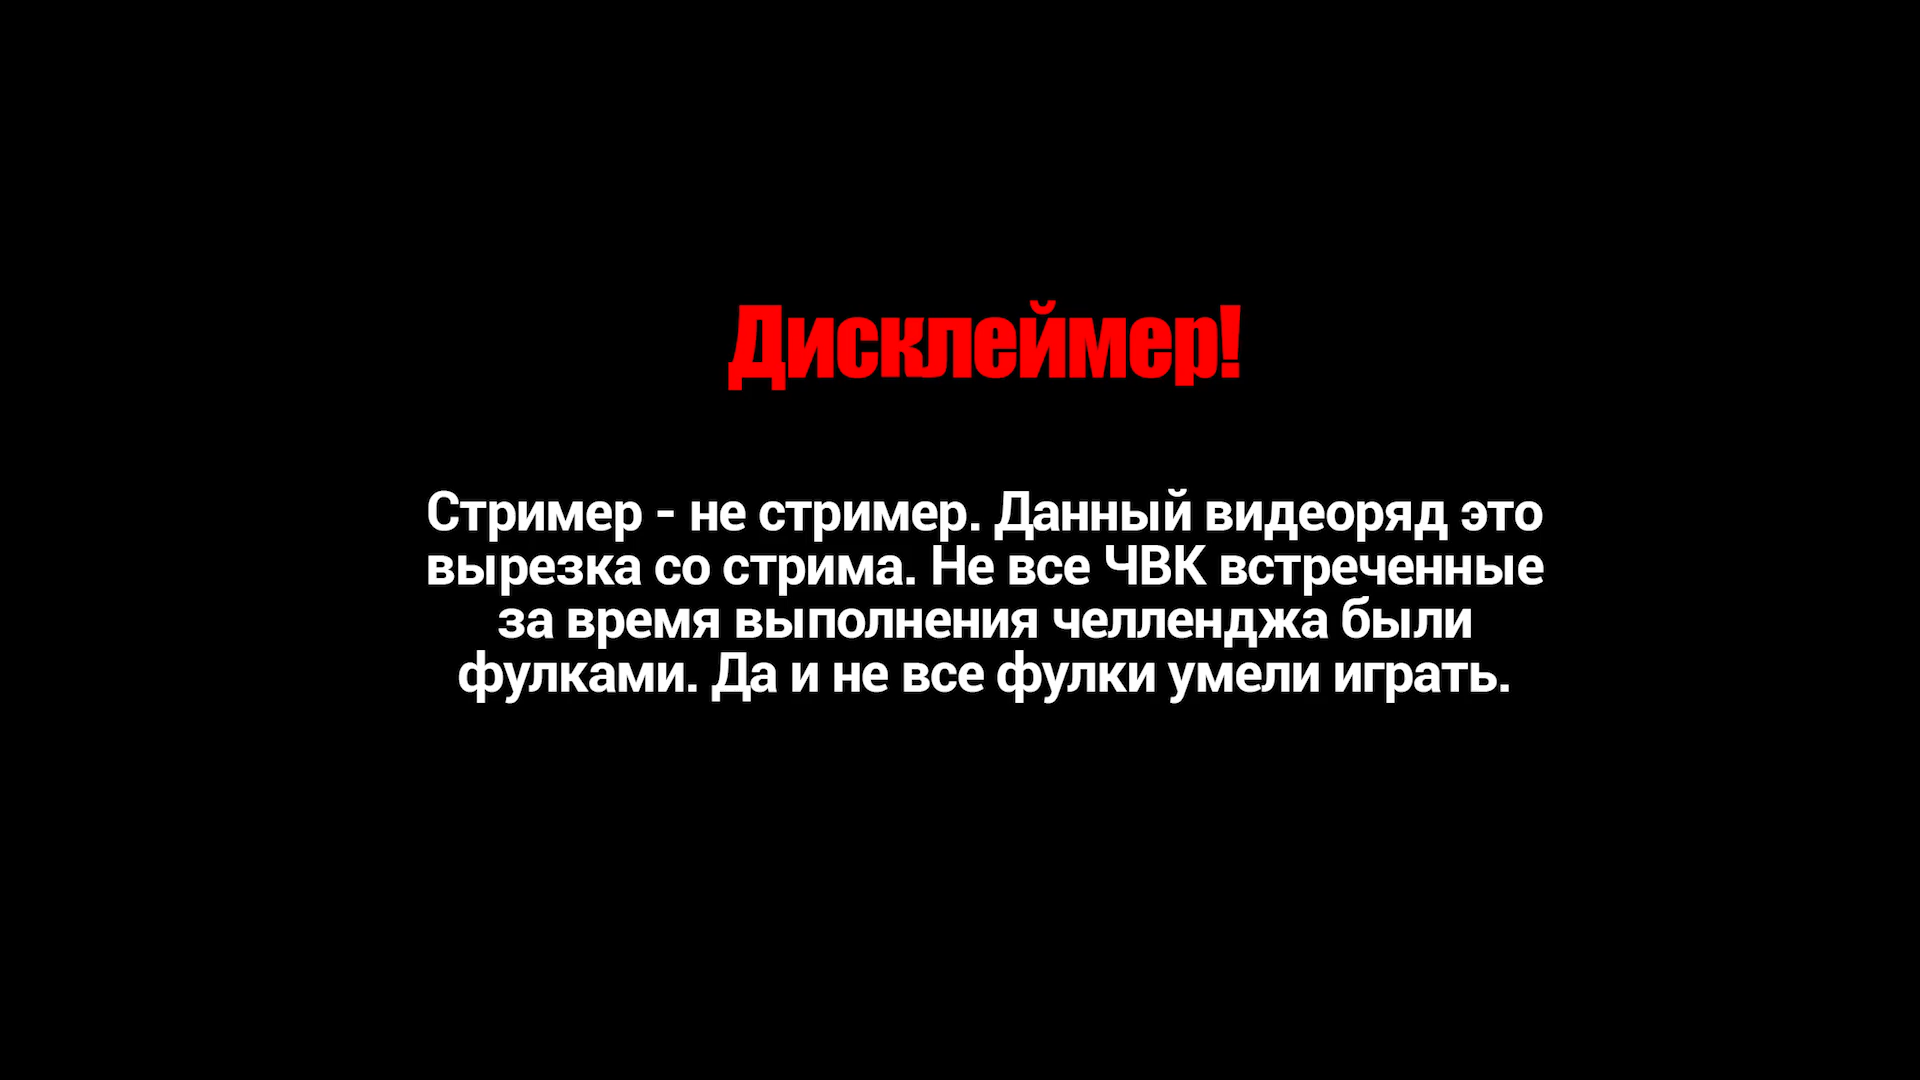 Дисклеймер!
Стример - не стример. Данный видеоряд это
вырезка со стрима. Не все ЧВК встреченные
за время выполнения челленджа были
фулками. Да и не все фулки умели играть.